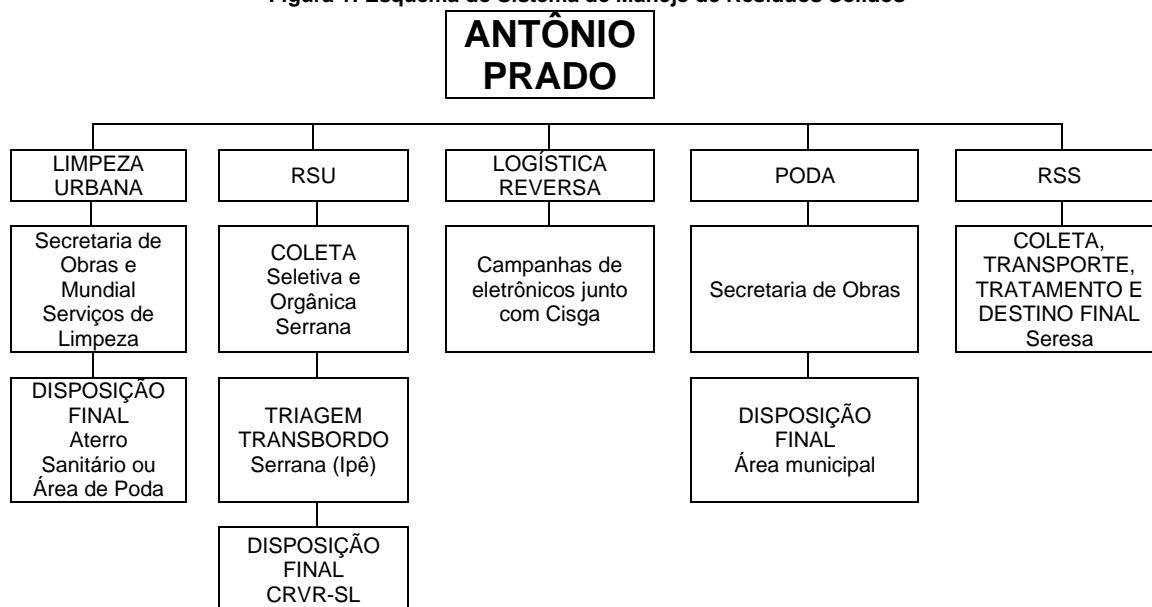 Figura 1: Esquema do Sistema de Manejo de Resíduos Sólidos
ANTÔNIO
PRADO
LIMPEZA
URBANA
Secretaria de
Obras e
Mundial
Serviços de
Limpeza
DISPOSIÇÃO
FINAL
Aterro
Sanitário ou
Área de Poda
RSU
COLETA
Seletiva e
Orgânica
Serrana
TRIAGEM
TRANSBORDO
Serrana (Ipê)
DISPOSIÇÃO
FINAL
CRVR-SL
LOGÍSTICA
REVERSA
Campanhas de
eletrônicos junto
com Cisga
PODA
Secretaria de Obras
DISPOSIÇÃO
FINAL
Área municipal
RSS
COLETA,
TRANSPORTE,
TRATAMENTO E
DESTINO FINAL
Seresa